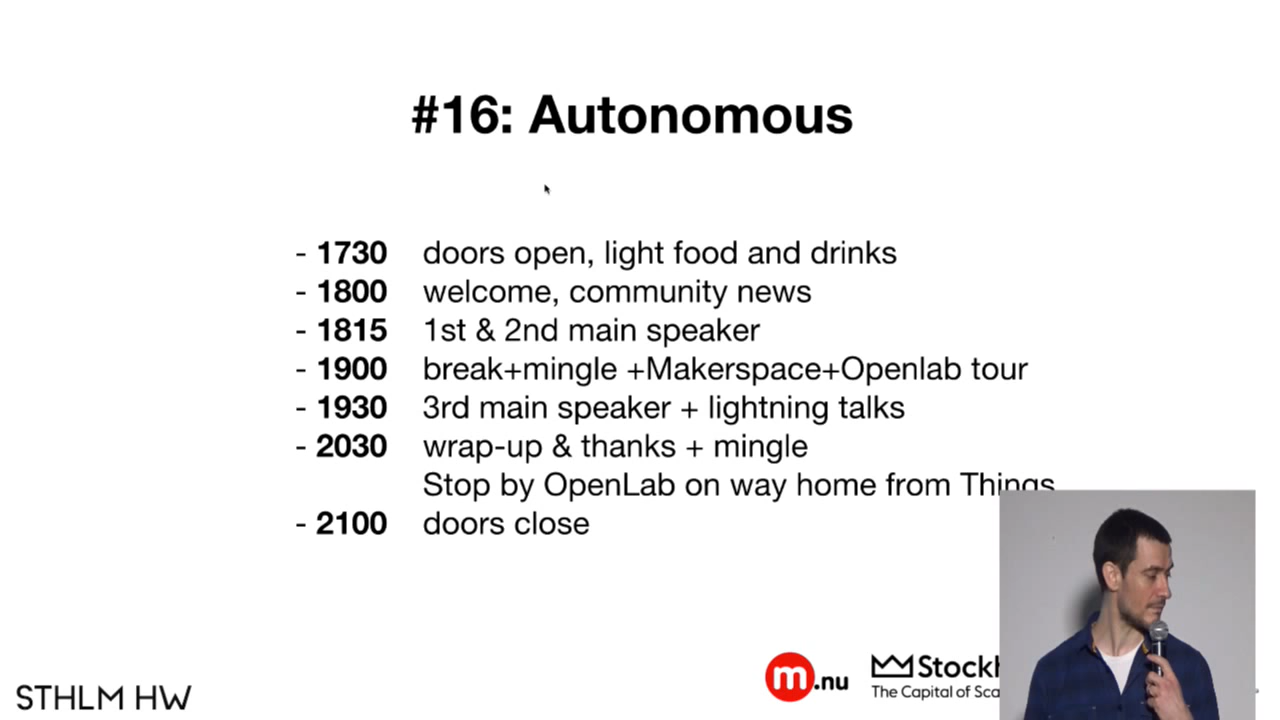 #16: Autonomous
- 1730 doors open, light food and drinks
- 1800 welcome, community news
- 1815 1st & 2nd main speaker
- 1900 break+mingle +Makerspace+Openlab tour
- 1930 3rd main speaker + lightning talks
- 2030 wrap-up & thanks + mingle
Stop by OpenLab on way home from Things
- 2100 doors close
m.nu
The Capital of
STHLM HW